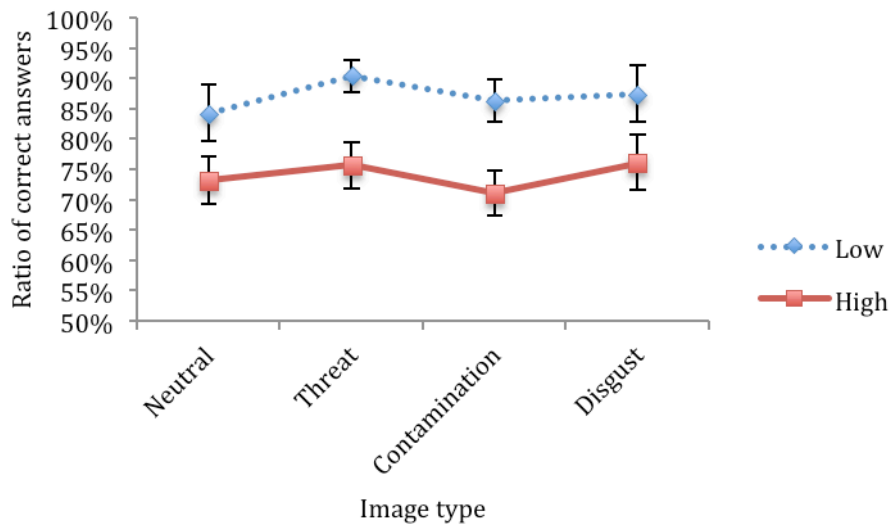 100%
95%
90%
85%
80%
75%
70%
65%
60%
55%
50%
Ratio of correct answers
Neutral
Threat
Contamination
Disgust
Image type
Low
High